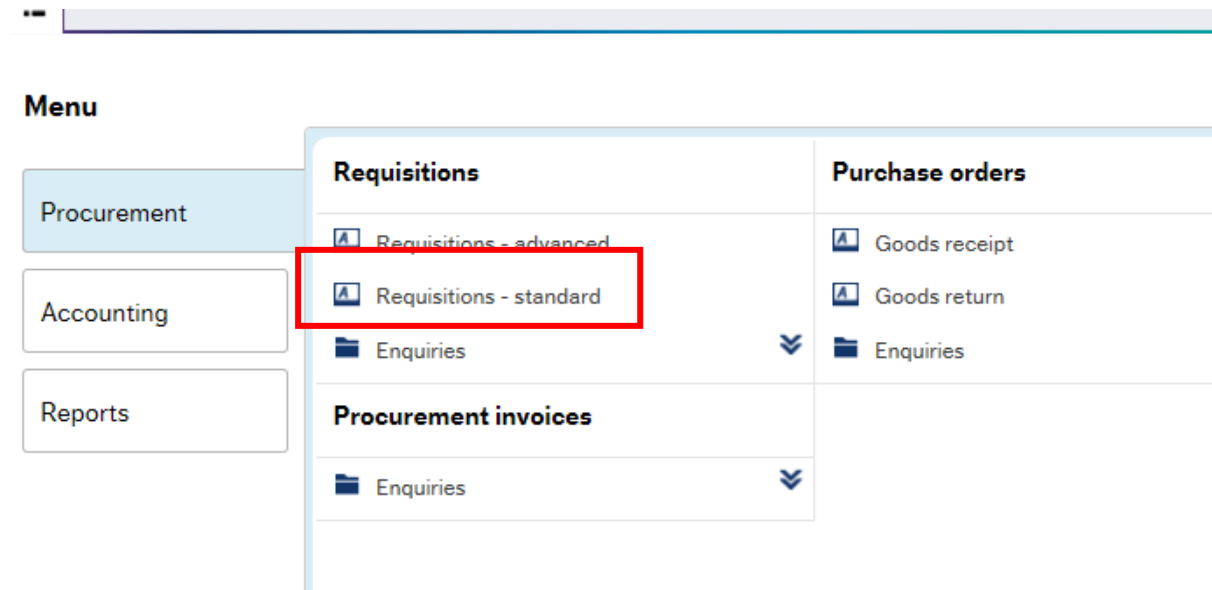 Menu
Procurement
Accounting
Reports
Requisitions
Requisitions - advanced
Requisitions - standard
Enquiries
Procurement invoices
Enquiries
Purchase orders
Goods receipt
Goods return
Enquiries